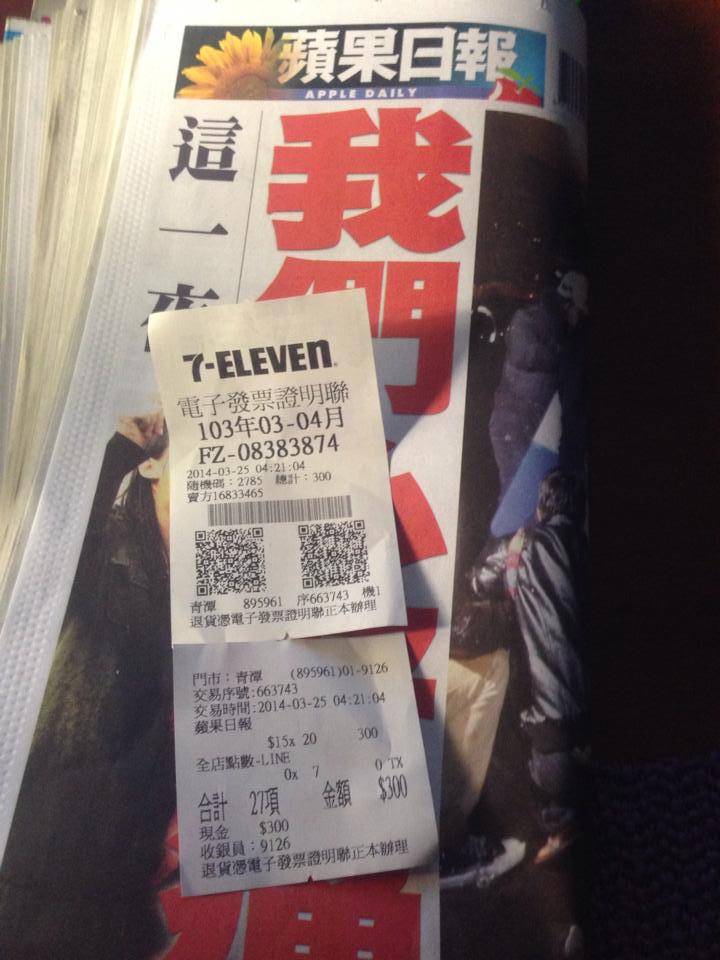 蘋果日報
APPLE DAILY
我們
這一夜
7-ELEVEN
電子發票證明聯
103年03-04月
FZ-08383874
2014-03-25 04:21:04
隨機碼：2785 總計：300
賣方16833465
青潭 895961 序663743 機1
退貨憑電子發票證明聯正本辦理
門市：青潭 (895961)01-9126
交易序號:663743
交易時間:2014-03-25 04:21:04
蘋果日報
$15x 20 300
全店點數-LINE
0x 7 0 TX
合計 27項 金額 $300
現金 $300
收銀員：9126
退貨憑電子發票證明聯正本辦理